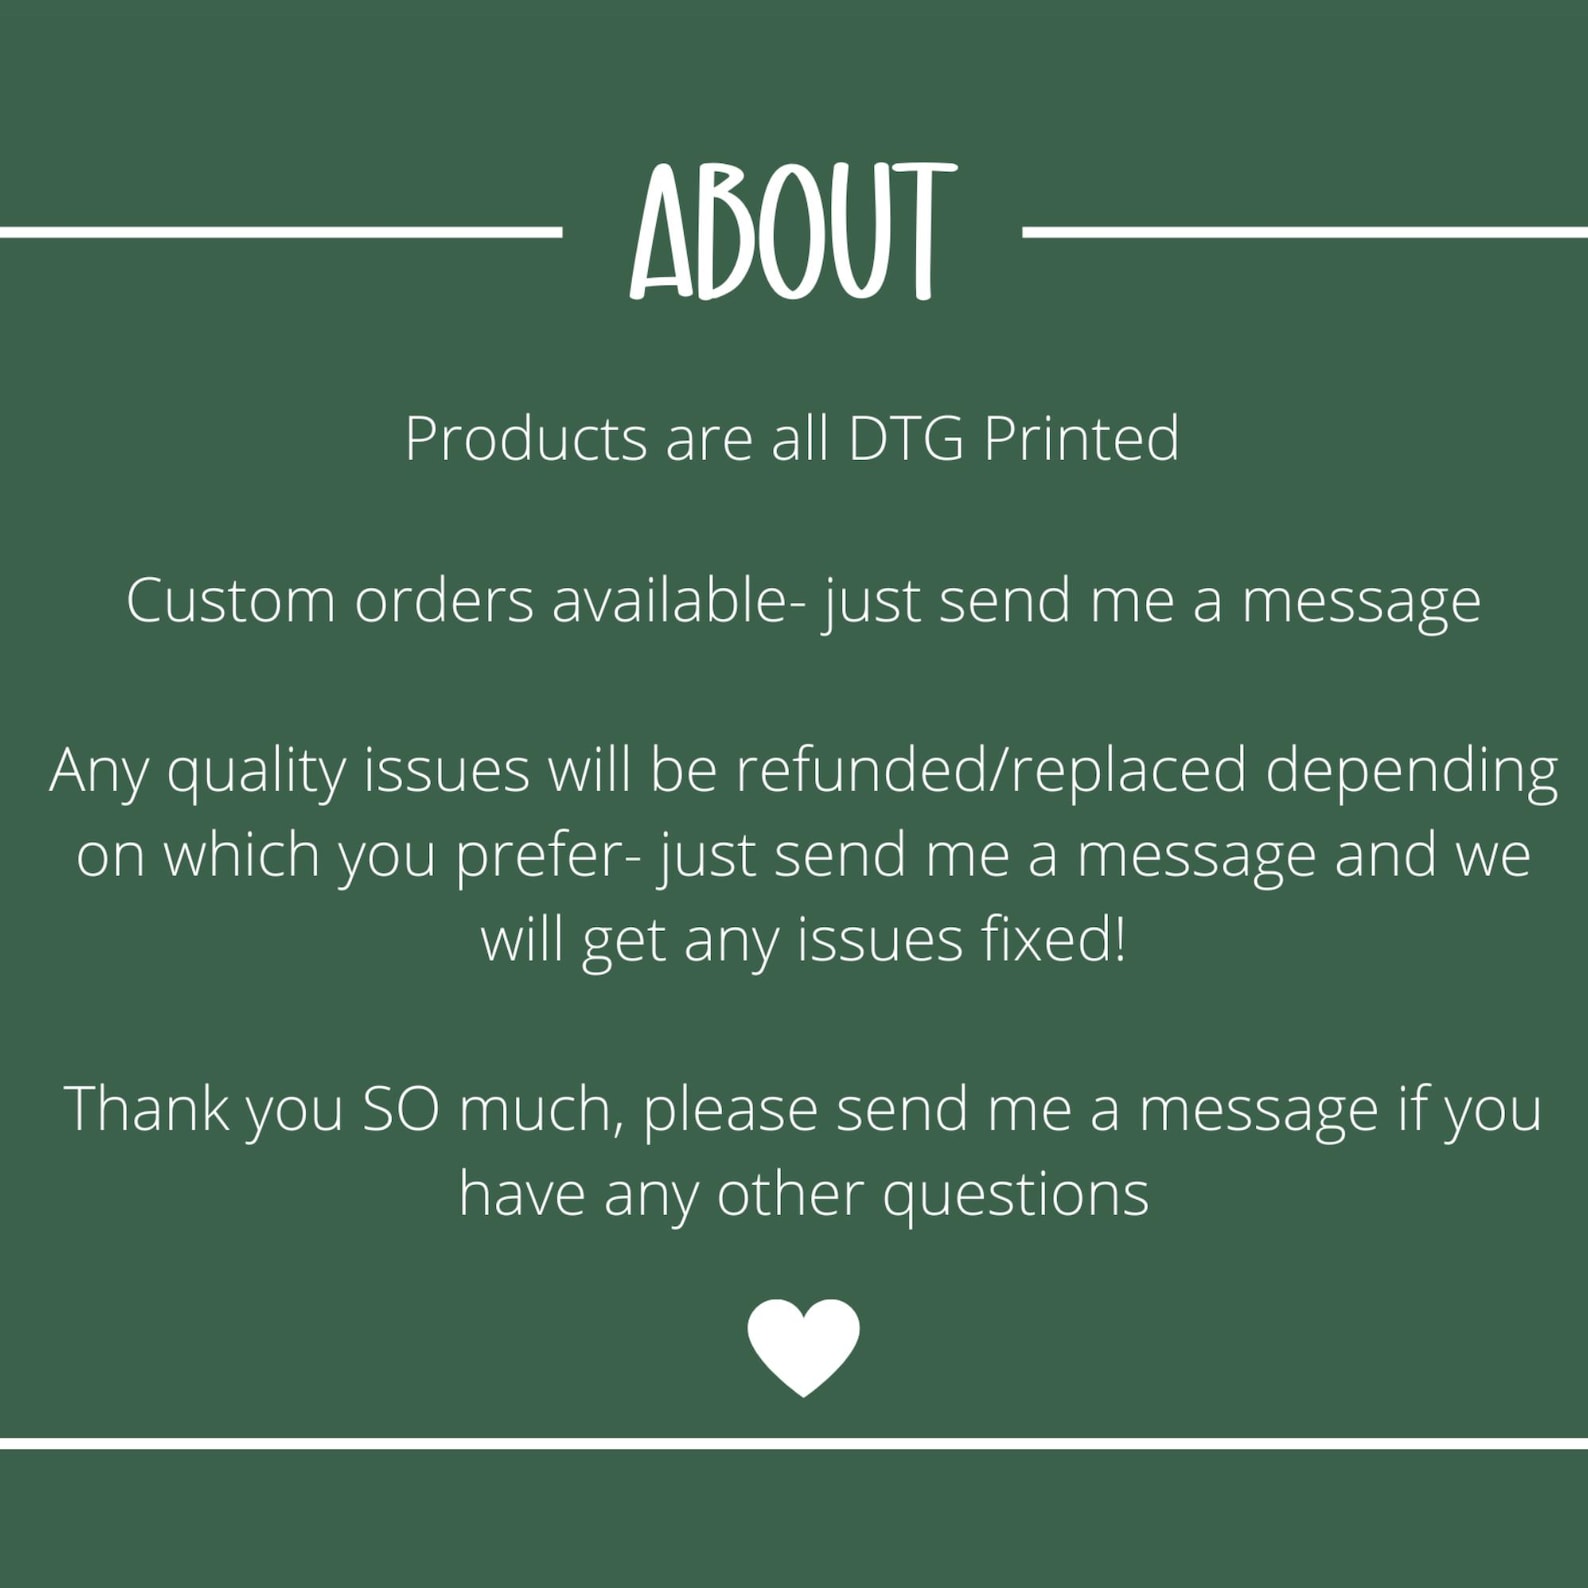 ABOUT
Products are all DTG Printed
Custom orders available- just send me a message
Any quality issues will be refunded/replaced depending
on which you prefer- just send me a message and we
will get any issues fixed!
Thank you SO much, please send me a message if you
have any other questions